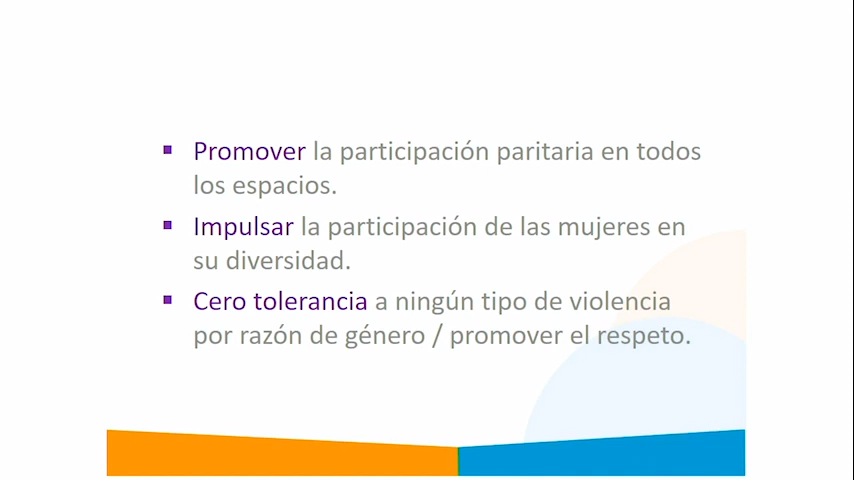 Promover la participación paritaria en todos
los espacios.
Impulsar la participación de las mujeres en
su diversidad.
Cero tolerancia a ningún tipo de violencia
por razón de género / promover el respeto.